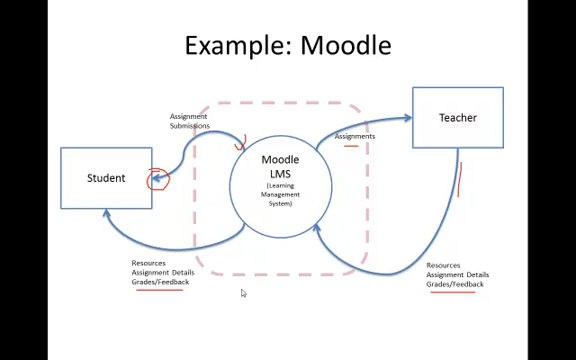 Example: Moodle
Assignment
Submissions
Assignments
Teacher
Student
Moodle
LMS
(Learning
Management
System)
Resources
Assignment Details
Grades/Feedback
Resources
Assignment Details
Grades/Feedback